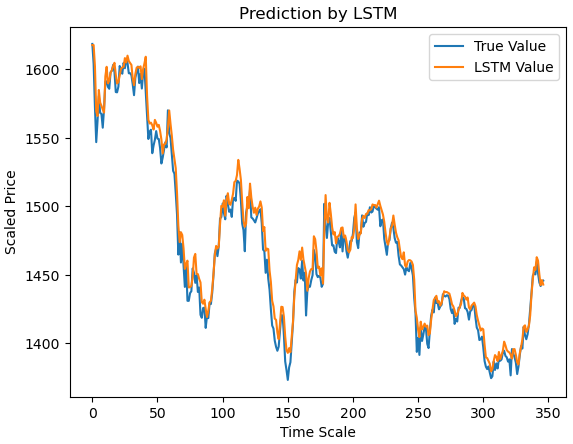 Prediction by LSTM
True Value
LSTM Value
Scaled Price
1600
1550
1500
1450
1400
0 50 100 150 200 250 300 350
Time Scale